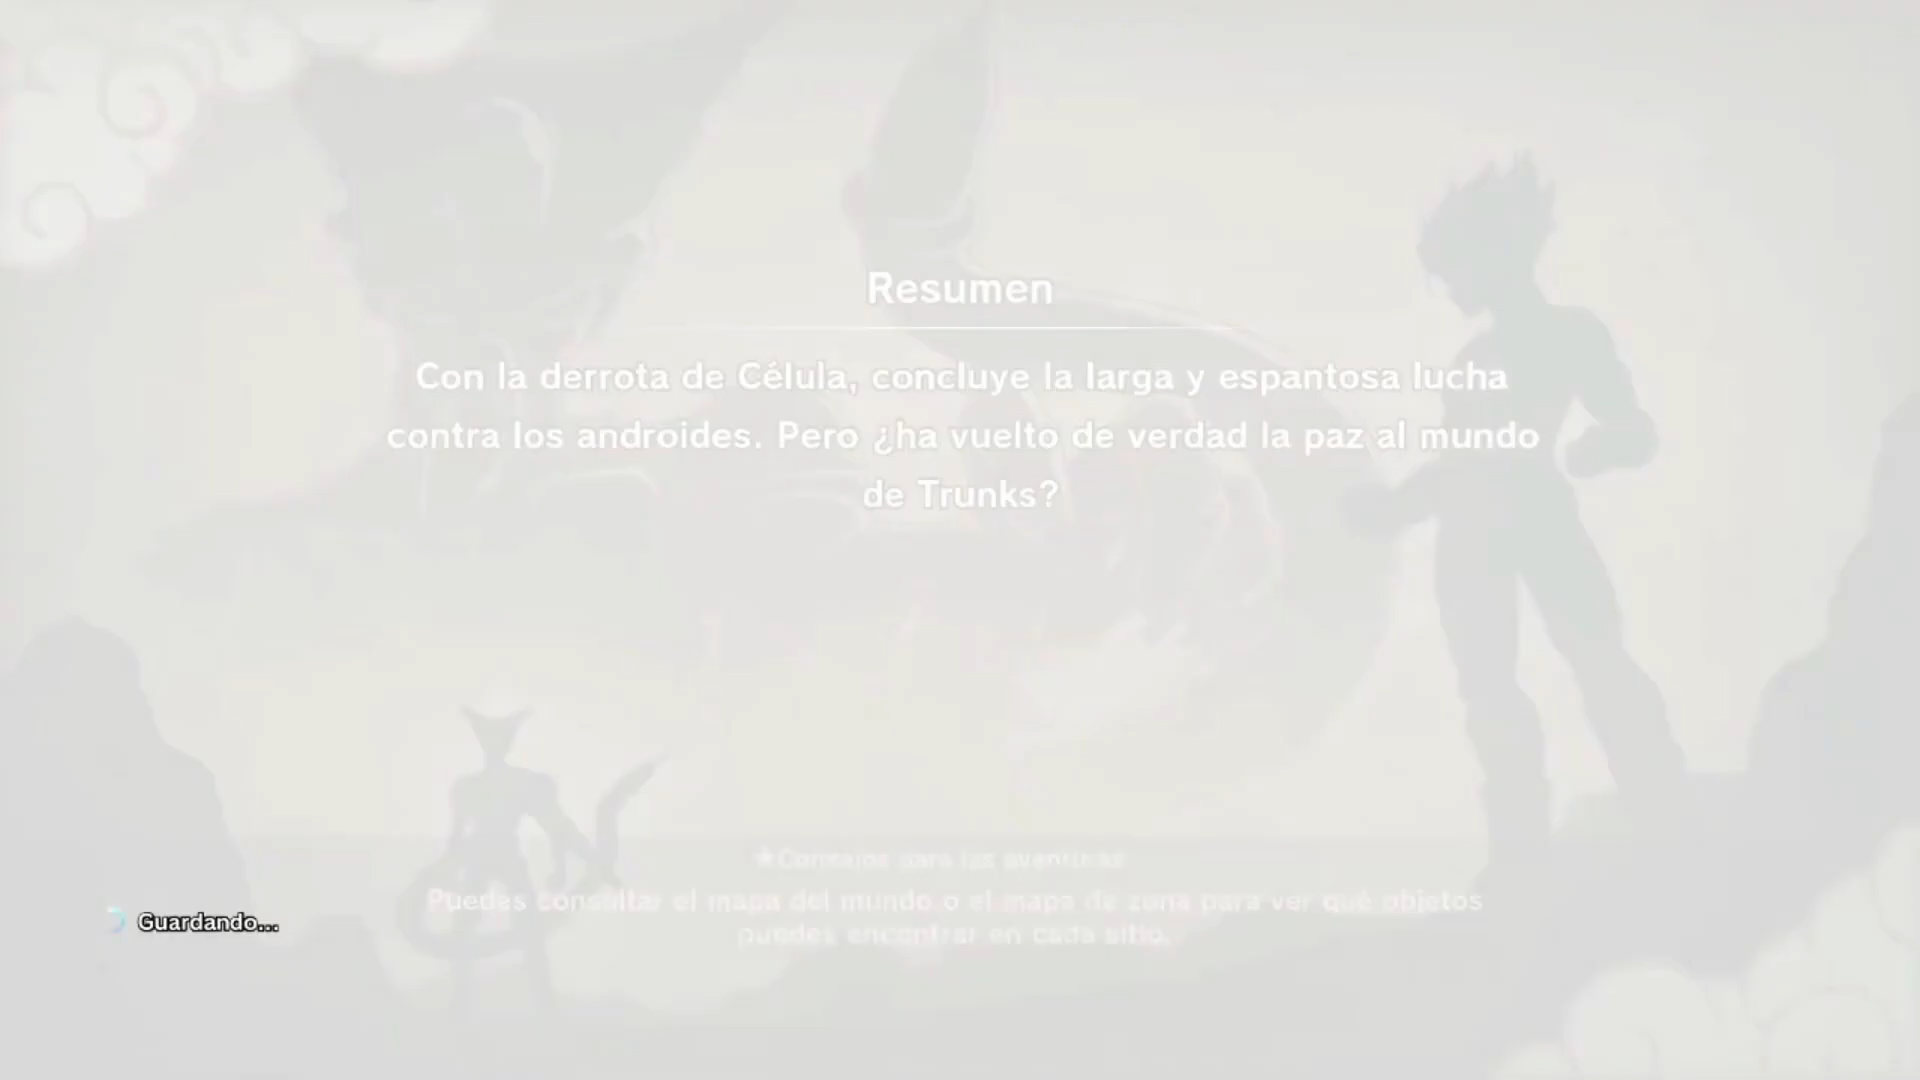 Resumen
Con la derrota de Célula, concluye la larga y espantosa lucha
contra los androides. Pero ¿ha vuelto de verdad la paz al mundo
de Trunks?
★Consejos para las aventuras
Puedes consultar el mapa del mundo o el mapa de zona para ver qué objetos
puedes encontrar en cada sitio.
Guardando...